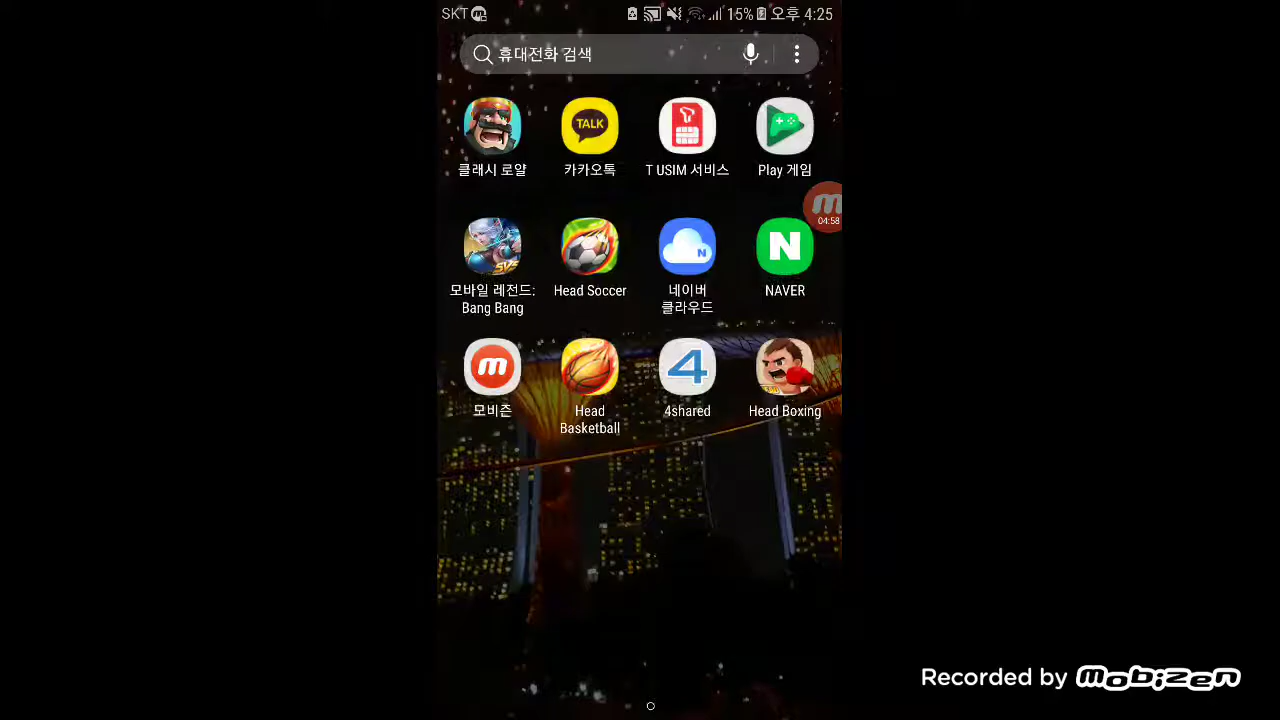 SKT 15% 오후 4:25
휴대전화 검색
TALK
클래시 로얄 카카오톡 T USIM 서비스 Play 게임
04:58
5V5 N N
모바일 레전드: Bang Bang Head Soccer 네이버 클라우드 NAVER
m 4
모비즌 Head Basketball 4shared Head Boxing
Recorded by mobizen